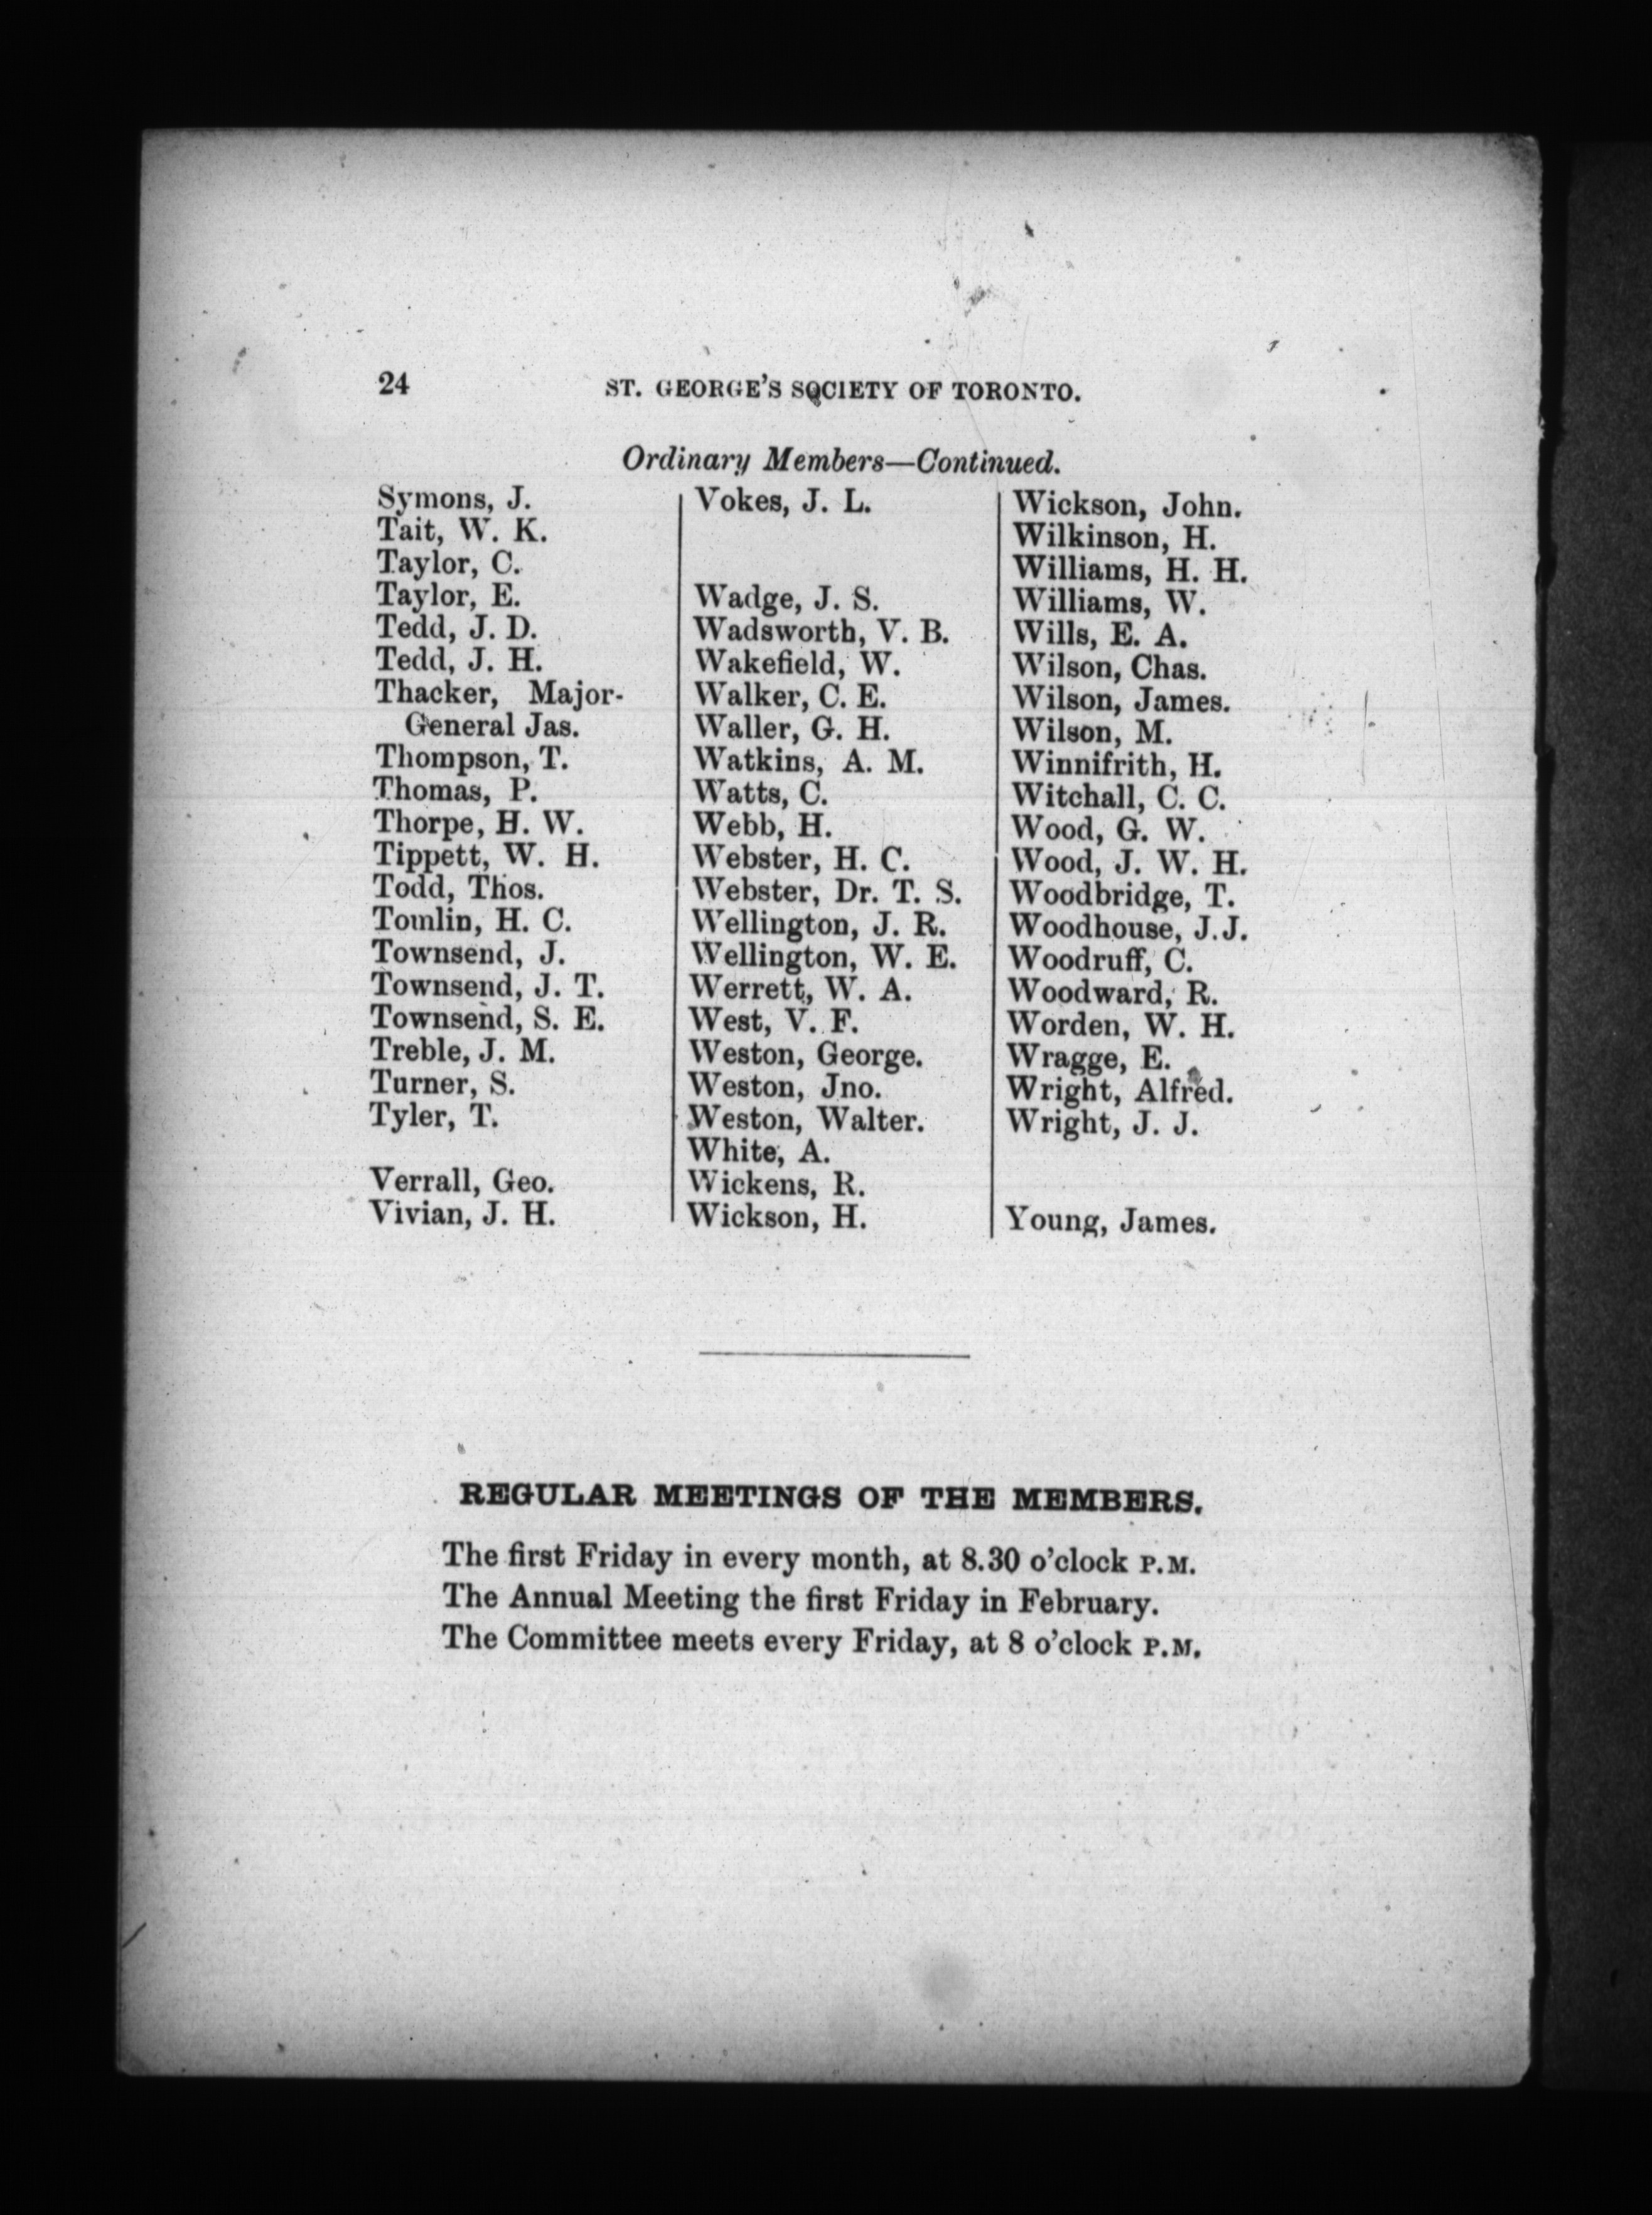 24
ST. GEORGE'S SOCIETY OF TORONTO.
Ordinary Members—Continued.
Symons, J.
Tait, W. K.
Taylor, C.
Taylor, E.
Tedd, J. D.
Tedd, J. H.
Thacker, Major-
General Jas.
Thompson, T.
Thomas, P.
Thorpe, H. W.
Tippett, W. H.
Todd, Thos.
Tomlin, H. C.
Townsend, J.
Townsend, J. T.
Townsend, S. E.
Treble, J. M.
Turner, S.
Tyler, T.
Verrall, Geo.
Vivian, J. H.
Vokes, J. L.
Wadge, J. S.
Wadsworth, V. B.
Wakefield, W.
Walker, C. E.
Waller, G. H.
Watkins, A. M.
Watts, C.
Webb, H.
Webster, H. C.
Webster, Dr. T. S.
Wellington, J. R.
Wellington, W. E.
Werrett, W. A.
West, V. F.
Weston, George.
Weston, Jno.
Weston, Walter.
White, A.
Wickens, R.
Wickson, H.
Wickson, John.
Wilkinson, H.
Williams, H. H.
Williams, W.
Wills, E. A.
Wilson, Chas.
Wilson, James.
Wilson, M.
Winnifrith, H.
Witchall, C. C.
Wood, G. W.
Wood, J. W. H.
Woodbridge, T.
Woodhouse, J.J.
Woodruff, C.
Woodward, R.
Worden, W. H.
Wragge, E.
Wright, Alfred.
Wright, J. J.
Young, James.
REGULAR MEETINGS OF THE MEMBERS.
The first Friday in every month, at 8.30 o'clock P.M.
The Annual Meeting the first Friday in February.
The Committee meets every Friday, at 8 o'clock P.M.